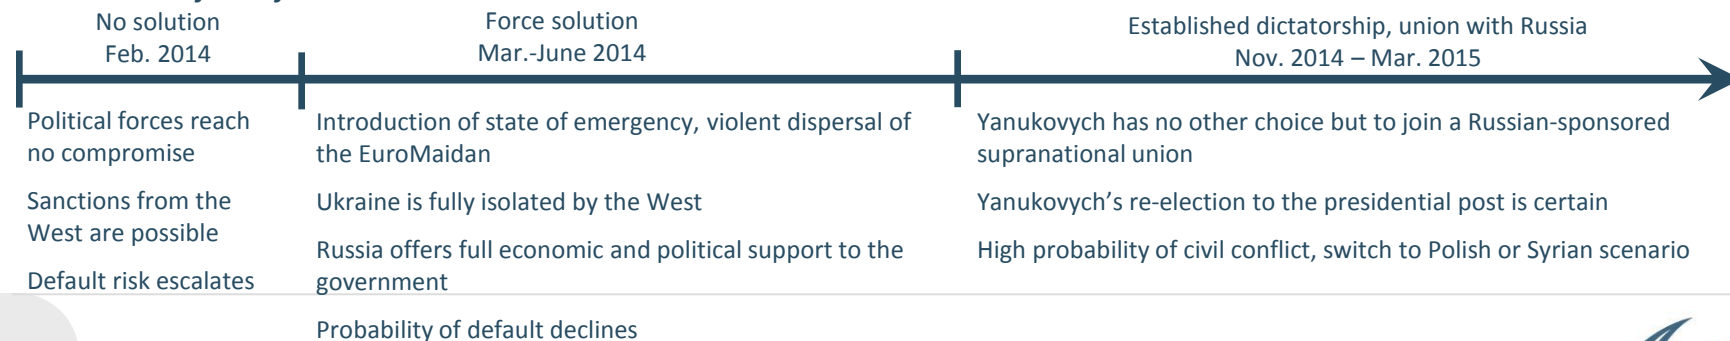 No solution
Feb. 2014
Force solution
Mar.-June 2014
Established dictatorship, union with Russia
Nov. 2014 – Mar. 2015
Political forces reach
no compromise
Sanctions from the
West are possible
Default risk escalates
Introduction of state of emergency, violent dispersal of
the EuroMaidan
Ukraine is fully isolated by the West
Russia offers full economic and political support to the
government
Probability of default declines
Yanukovych has no other choice but to join a Russian-sponsored
supranational union
Yanukovych’s re-election to the presidential post is certain
High probability of civil conflict, switch to Polish or Syrian scenario